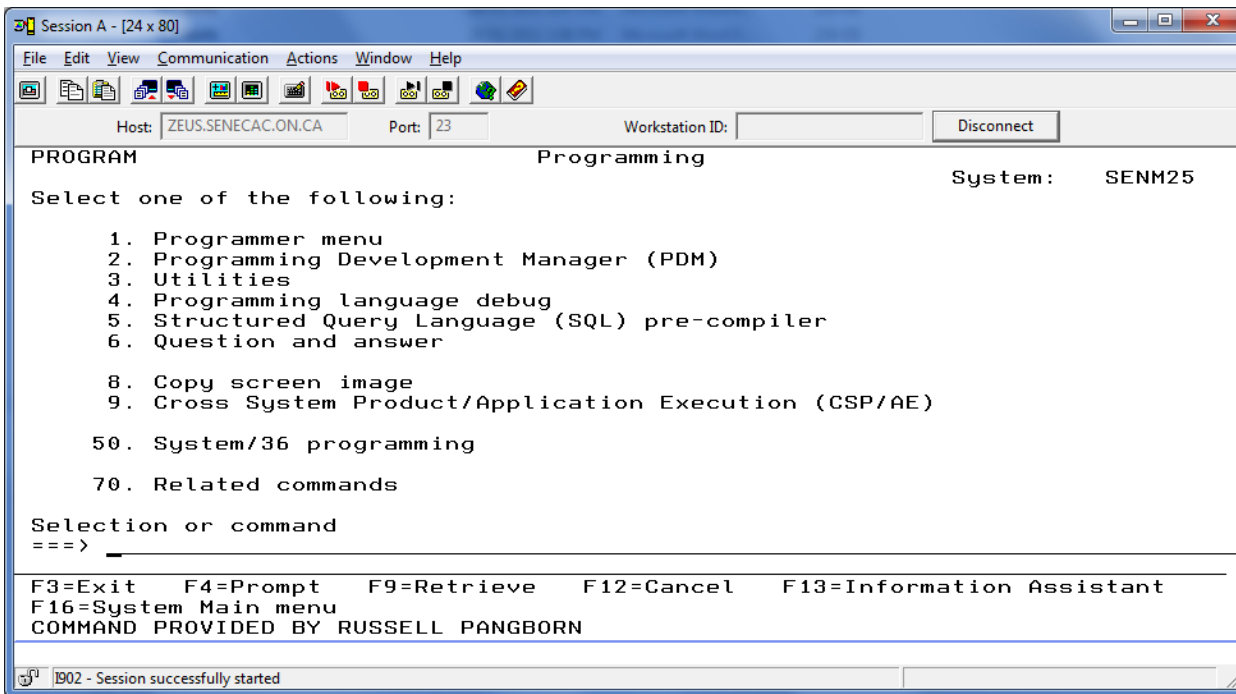 Session A - [24 x 80]
File Edit View Communication Actions Window Help
Host: ZEUS.SENECAC.ON.CA Port: 23 Workstation ID: Disconnect
PROGRAM Programming
System: SENM25
Select one of the following:
1. Programmer menu
2. Programming Development Manager (PDM)
3. Utilities
4. Programming language debug
5. Structured Query Language (SQL) pre-compiler
6. Question and answer
8. Copy screen image
9. Cross System Product/Application Execution (CSP/AE)
50. System/36 programming
70. Related commands
Selection or command
===> _
F3=Exit F4=Prompt F9=Retrieve F12=Cancel F13=Information Assistant
F16=System Main menu
COMMAND PROVIDED BY RUSSELL PANGBORN
I902 - Session successfully started